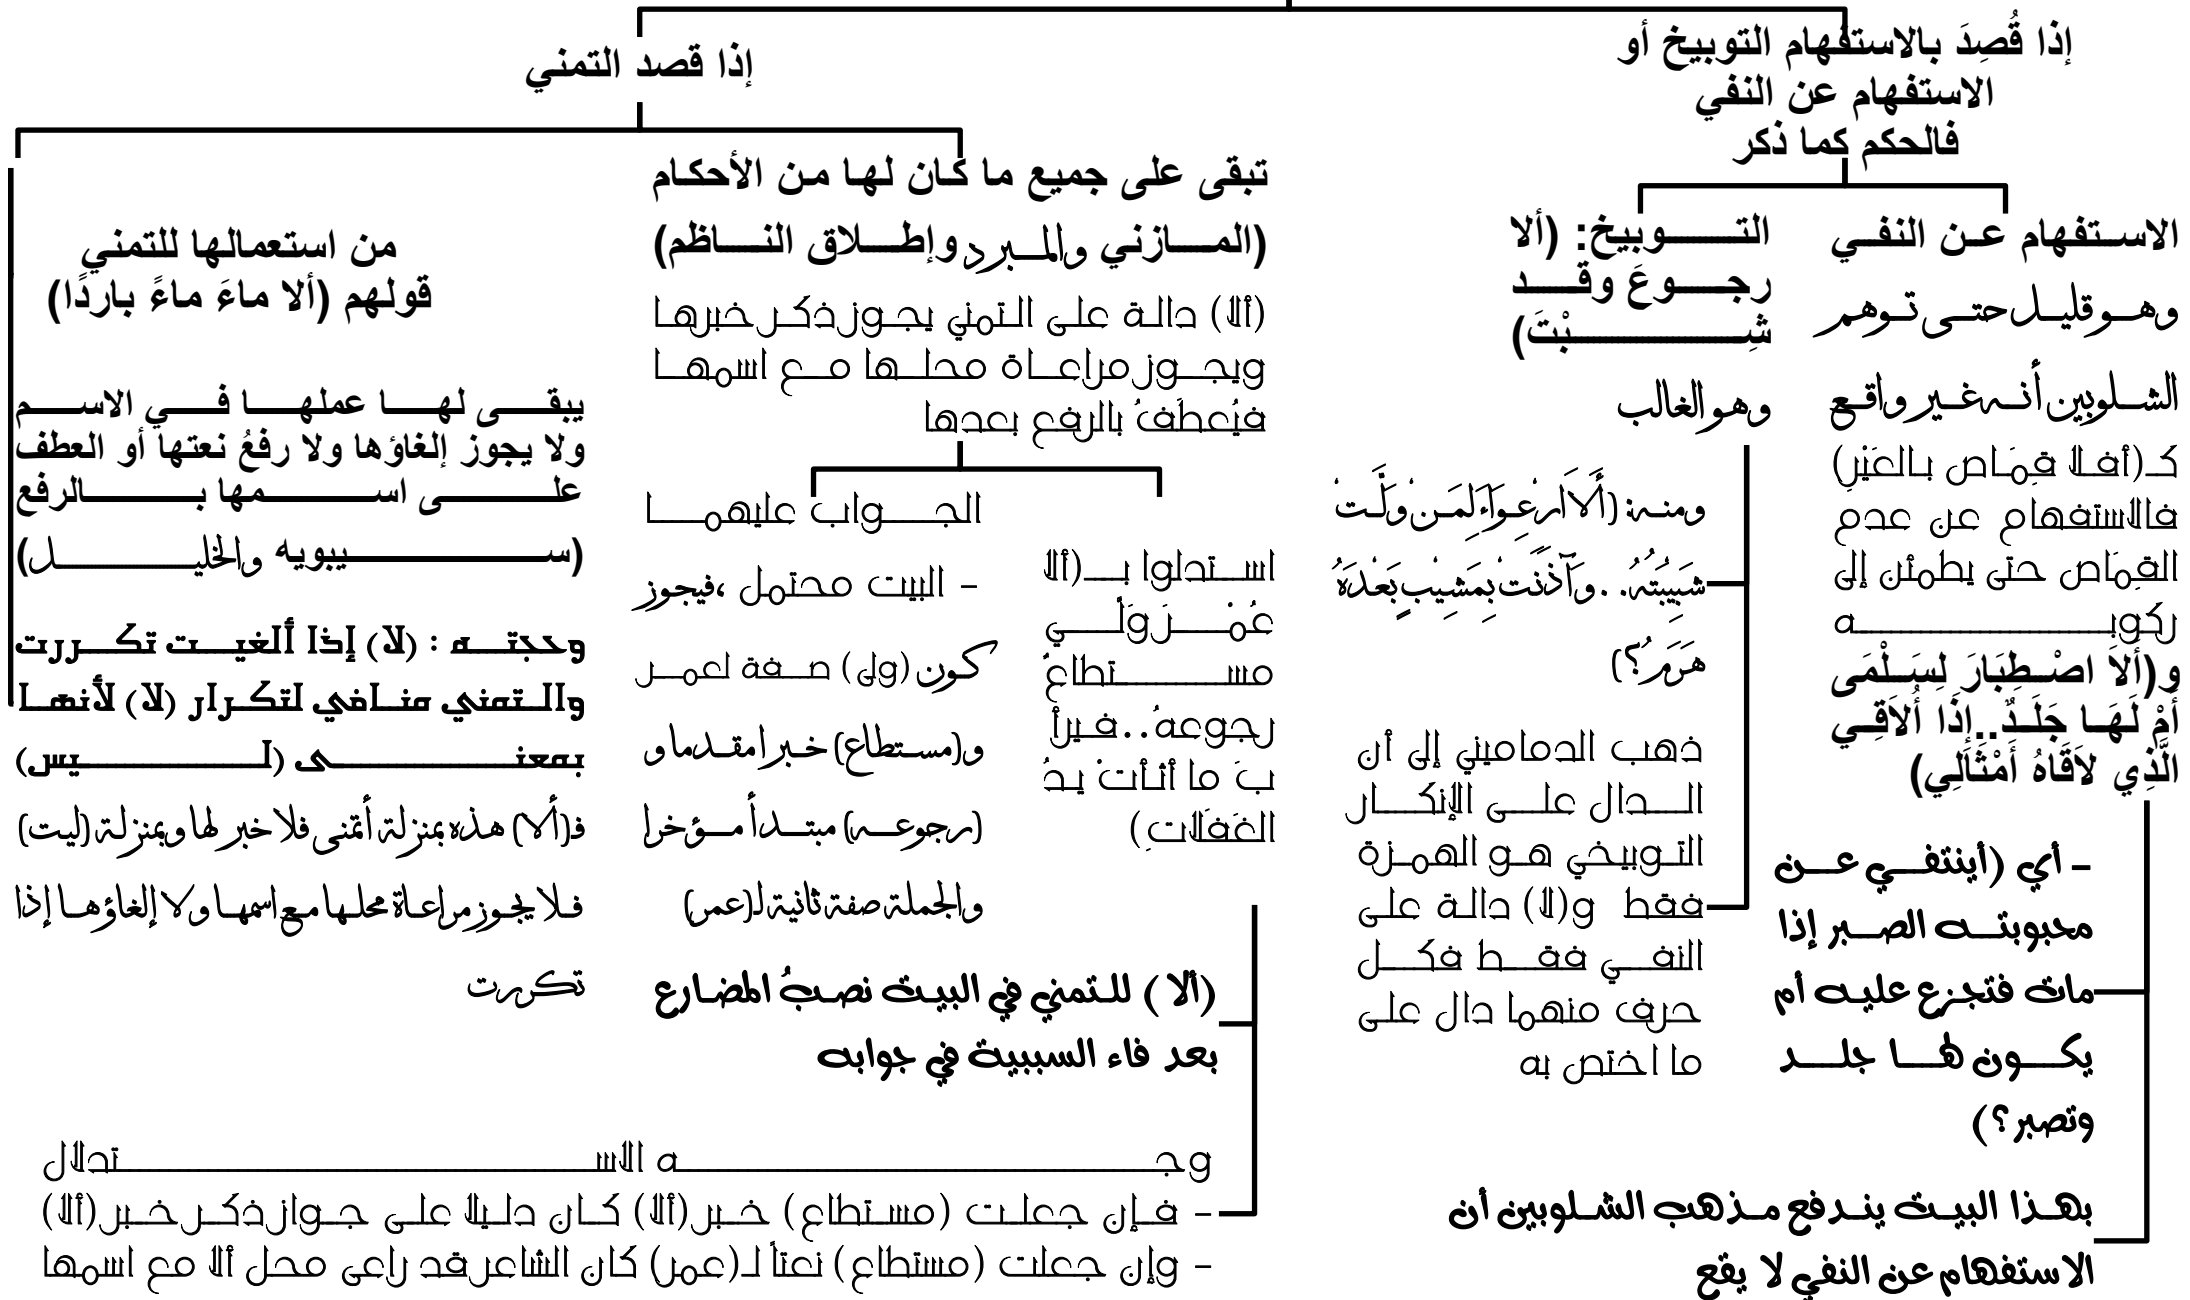 إذا قُصِدَ بالاستفهام التوبيخ أو
الاستفهام عن النفي
فالحكم كما ذكر
الاستفهام عن النفي
وهو قليل حتى توهم
الشلوبين أنه غير واقع
كـ(أفلا قِمَاص بالعَيْرِ)
فالاستفهام عن عدم
القِمَاص حتى يطمئن إلى
ركوبه
و(أَلاَ اصْطِبَارَ لِسَلْمَى
أَمْ لَهَا جَلَدٌ..إِذَا أُلاَقِي
الَّذِي لاَقَاهُ أَمْثَالِي)
- أي (أينتفي عن
محبوبته الصبر إذا
مات فتجزع عليه أم
يكون لها جلد
وتصبر؟)
بهذا البيت يندفع مذهب الشلوبين أن
الاستفهام عن النفي لا يقع
التوبيخ: (ألا
رجوعَ وقد
شِبْتَ)
وهو الغالب
ومنه: (أَلاَ ارْعِوَاءَ لِمَنْ وَلَّتْ
شَبِيبَتُهُ. .وَآذَنَتْ بِمَشِيبٍ بَعْدَهُ
هَرَمُ؟)
ذهب الدماميني إلى أن
الدال على الإنكار
التوبيخي هو الهمزة
فقط و(لا) دالة على
النفي فقط فكل
حرف منهما دال على
ما اختص به
إذا قصد التمني
تبقى على جميع ما كان لها من الأحكام
(المازني والمبرد وإطلاق الناظم)
(ألا) دالة على التمني يجوز ذكر خبرها
ويجوز مراعاة محلها مع اسمها
فيُعطَفُ بالرفع بعدها
استدلوا بـ(ألا
عُمْرَ وَلَّي
مستطاعٌ
رجوعهُ..فيرأ
بَ ما أثأتْ يدُ
الغَفَلاتِ)
الجواب عليهما
- البيت محتمل ،فيجوز
كون (ولى) صفة لعمر
و(مستطاع) خبرا مقدما و
(رجوعه) مبتدأ مؤخرا
والجملة صفة ثانية لـ(عمر)
(ألا) للتمني في البيت نصبُ المضارع
بعد فاء السببية في جوابه
وجه الاستدلال
- فإن جعلت (مستطاع) خبر (ألا) كان دليلا على جواز ذكر خبر (ألا)
- وإن جعلت (مستطاع) نعتاً لـ(عمر) كان الشاعر قد راعى محل ألا مع اسمها
من استعمالها للتمني
قولهم (ألا ماءَ ماءً باردًا)
يبقى لها عملها في الاسم
ولا يجوز إلغاؤها ولا رفعُ نعتها أو العطف
على اسمها بالرفع
(سيبويه والخليل)
وحجته : (لا) إذا ألغيت تكررت
والتمني منافي لتكرار (لا) لأنها
بمعنى (ليس)
فـ(ألا) هذه بمنزلة أتمنى فلا خبر لها وبمنزلة (ليت)
فلا يجوز مراعاة محلها مع اسمها ولا إلغاؤها إذا
تكررت